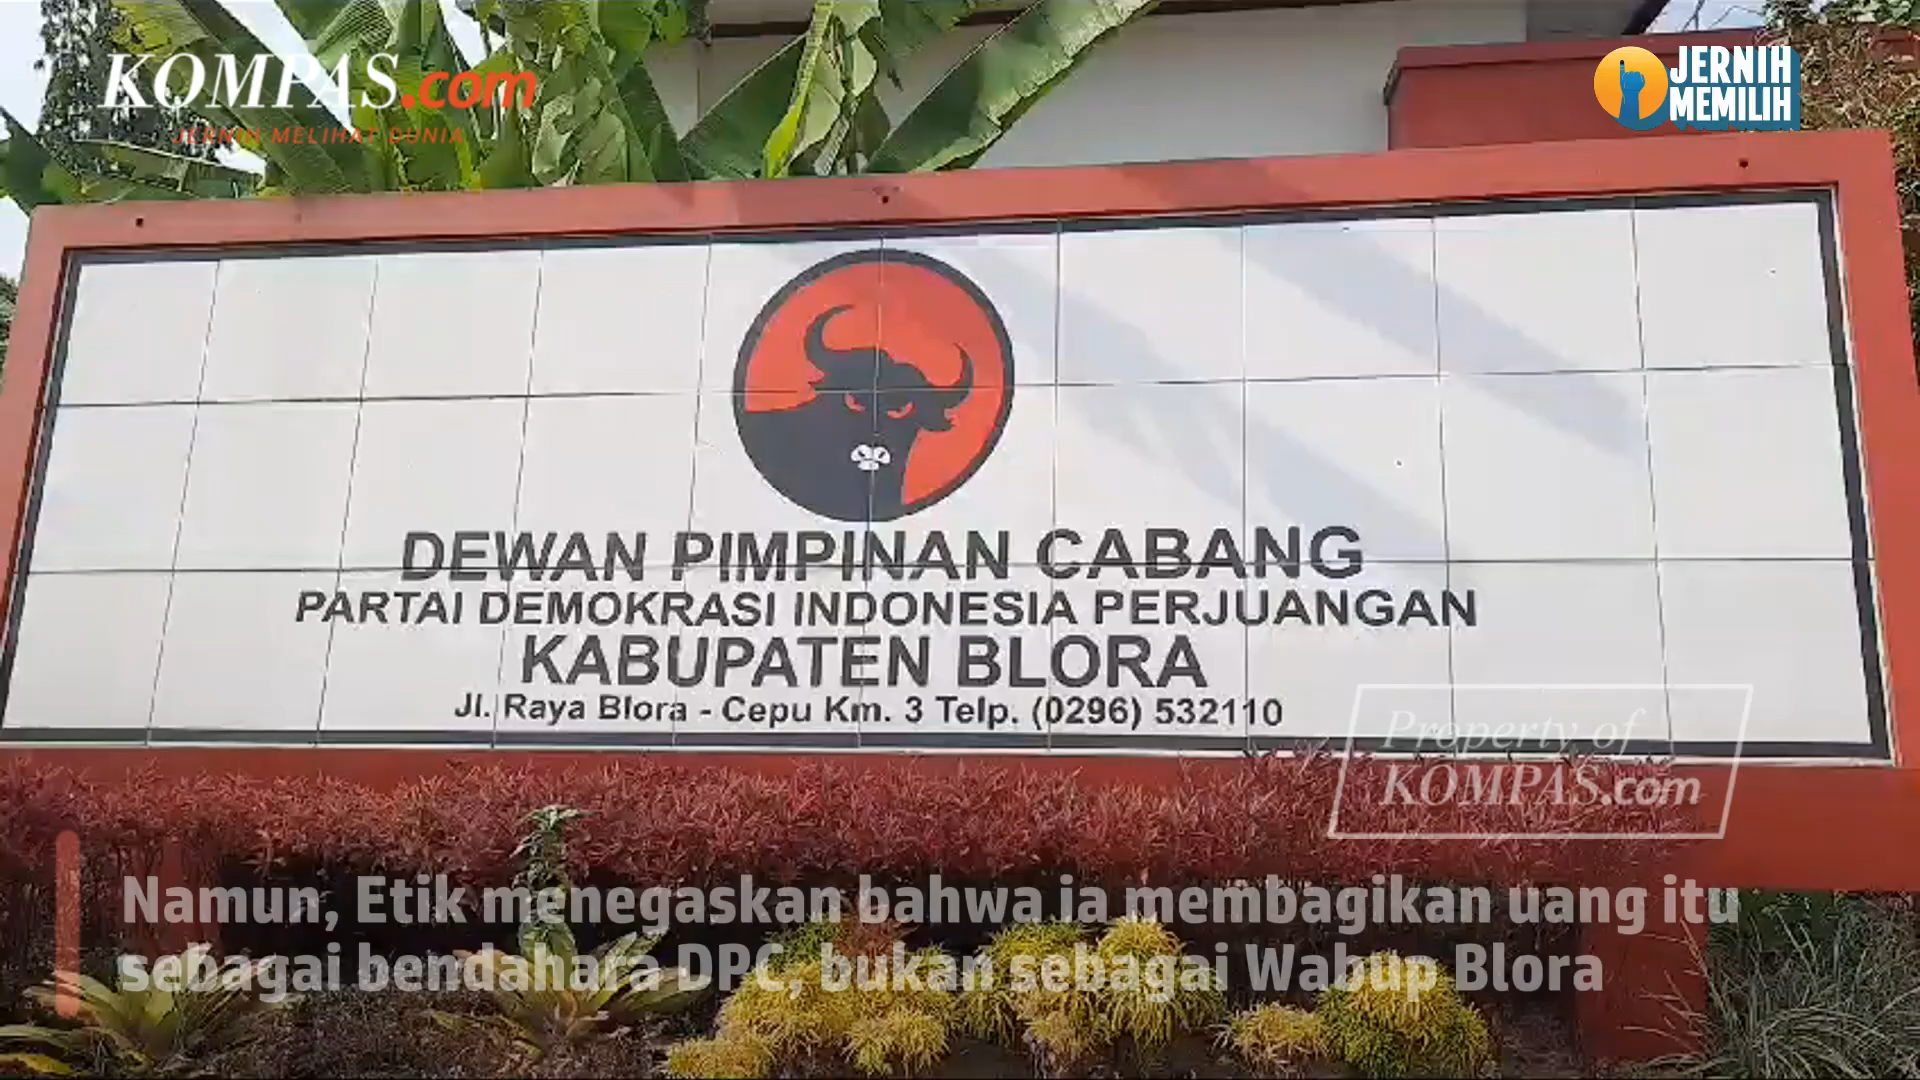 KOMPAS.com
JERNIH MELIHAT DUNIA
JERNIH
MEMILIH
DEWAN PIMPINAN CABANG
PARTAI DEMOKRASI INDONESIA PERJUANGAN
KABUPATEN BLORA
Jl. Raya Blora - Cepu Km. 3 Telp. (0296) 532110
Property of
KOMPAS.com
Namun, Etik menegaskan bahwa ia membagikan uang itu
sebagai bendahara DPC, bukan sebagai Wabup Blora